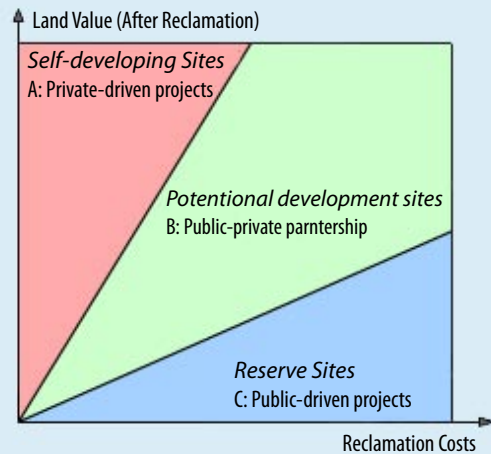 Land Value (After Reclamation)
Self-developing Sites
A: Private-driven projects
Potentional development sites
B: Public-private parntership
Reserve Sites
C: Public-driven projects
Reclamation Costs